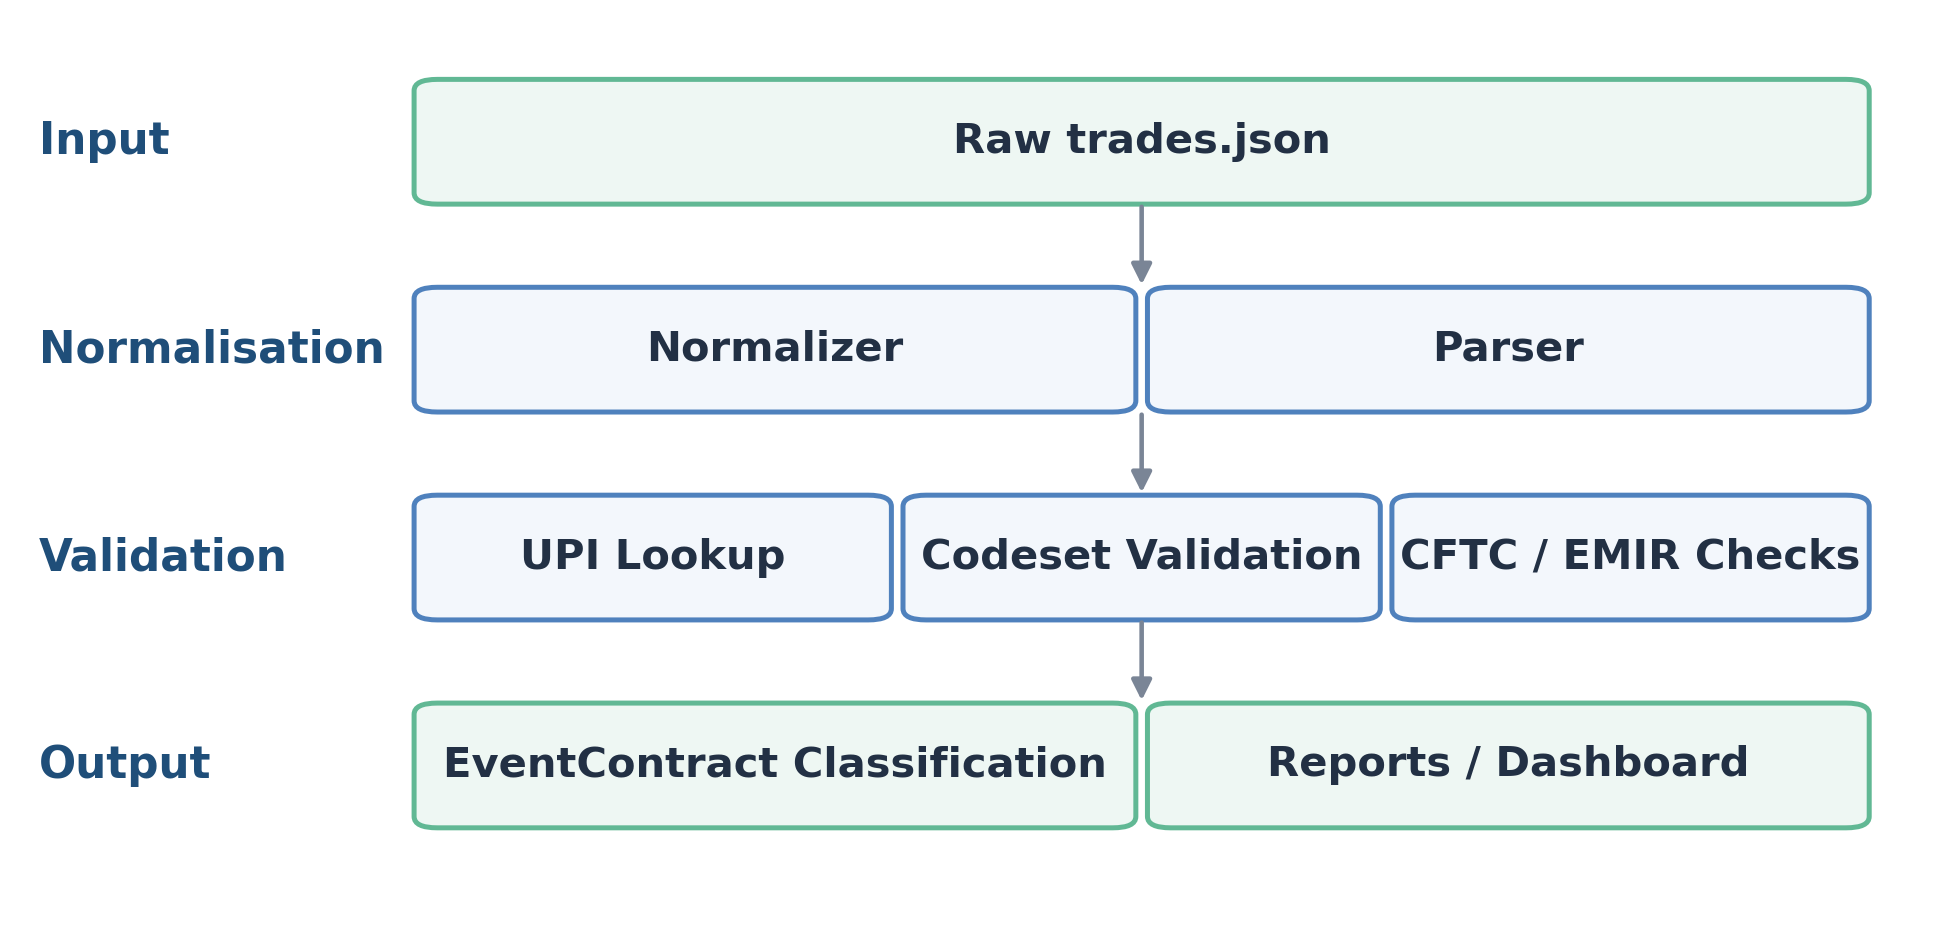 Input
Raw trades.json
Normalisation
Normalizer
Parser
Validation
UPI Lookup
Codeset Validation
CFTC / EMIR Checks
Output
EventContract Classification
Reports / Dashboard